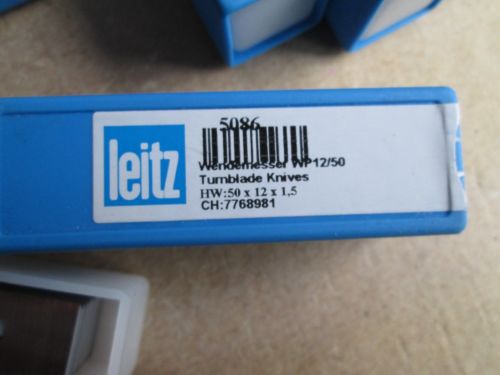 leitz
5086
Wendemesser WP12/50
Turnblade Knives
HW:50 x 12 x 1,5
CH:7768981